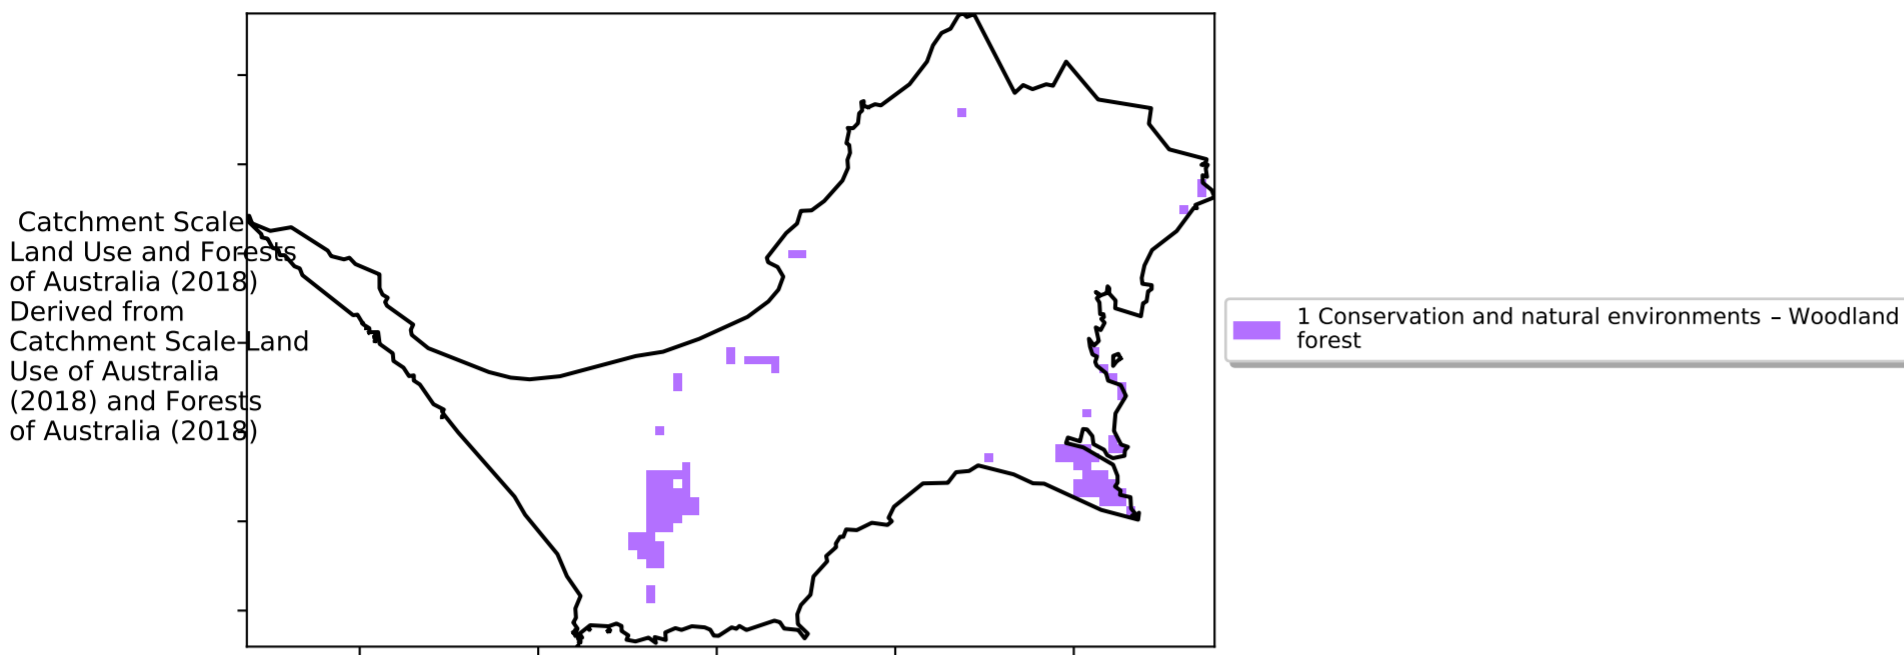 Catchment Scale
Land Use and Forests
of Australia (2018)
Derived from
Catchment Scale Land
Use of Australia
(2018) and Forests
of Australia (2018)
1 Conservation and natural environments – Woodland
forest